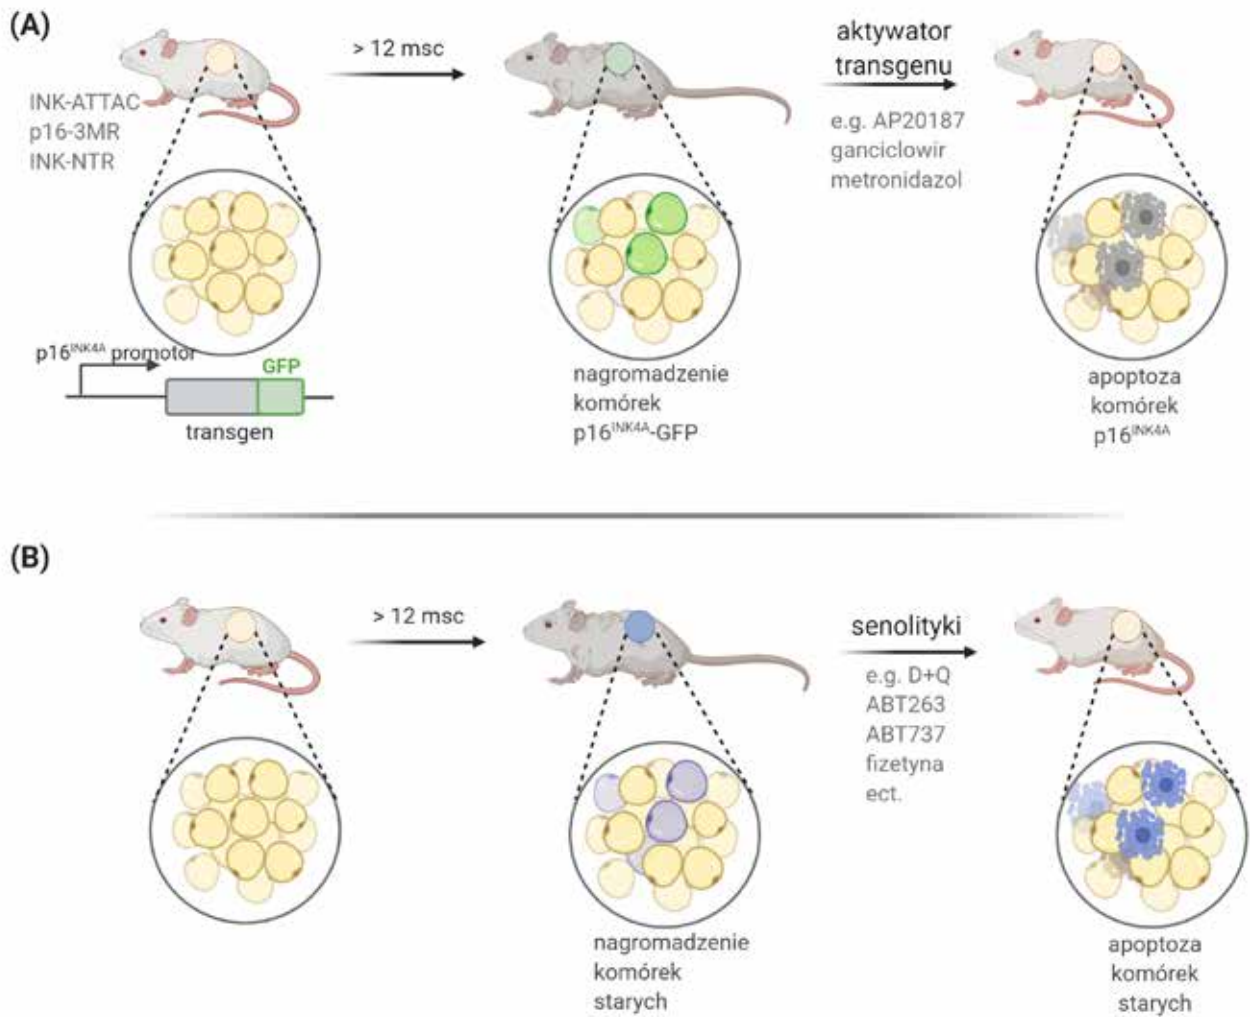 (A)
> 12 msc
aktywator
transgenu
INK-ATTAC
p16-3MR
INK-NTR
e.g. AP20187
ganciclowir
metronidazol
p16INK4A promotor
GFP
transgen
nagromadzenie
komórek
p16INK4A-GFP
apoptoza
komórek
p16INK4A
(B)
> 12 msc
senolityki
e.g. D+Q
ABT263
ABT737
fizetyna
ect.
nagromadzenie
komórek
starych
apoptoza
komórek
starych